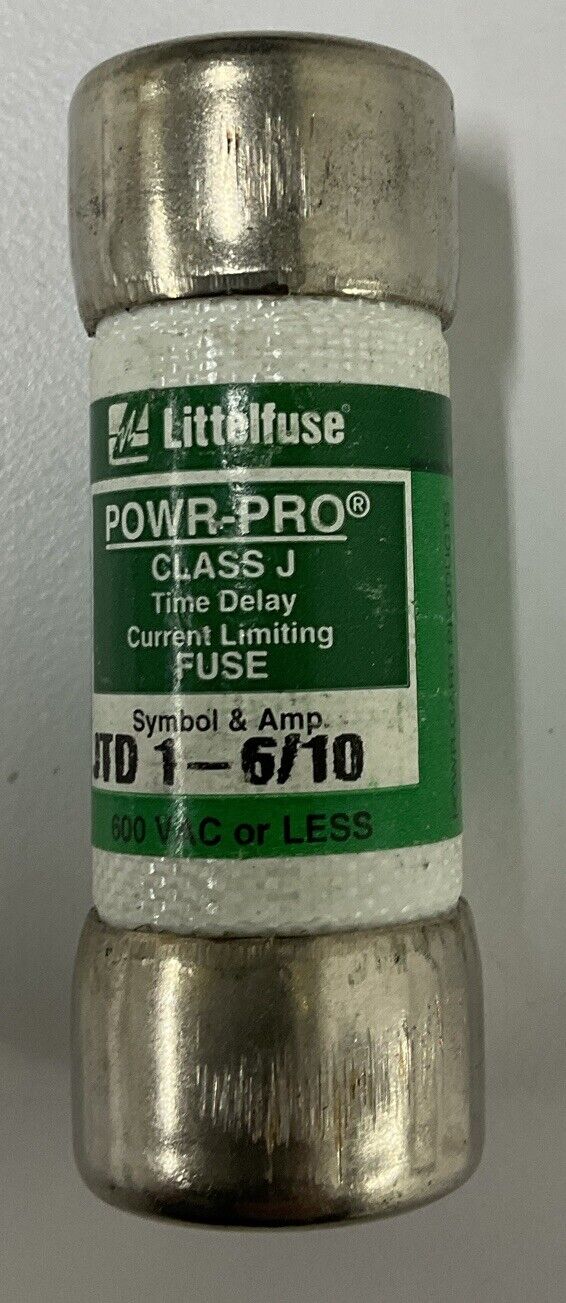 Littelfuse®
POWR-PRO®
CLASS J
Time Delay
Current Limiting
FUSE
Symbol & Amp.
JTD 1-6/10
600 VAC or LESS
PRODUCTS